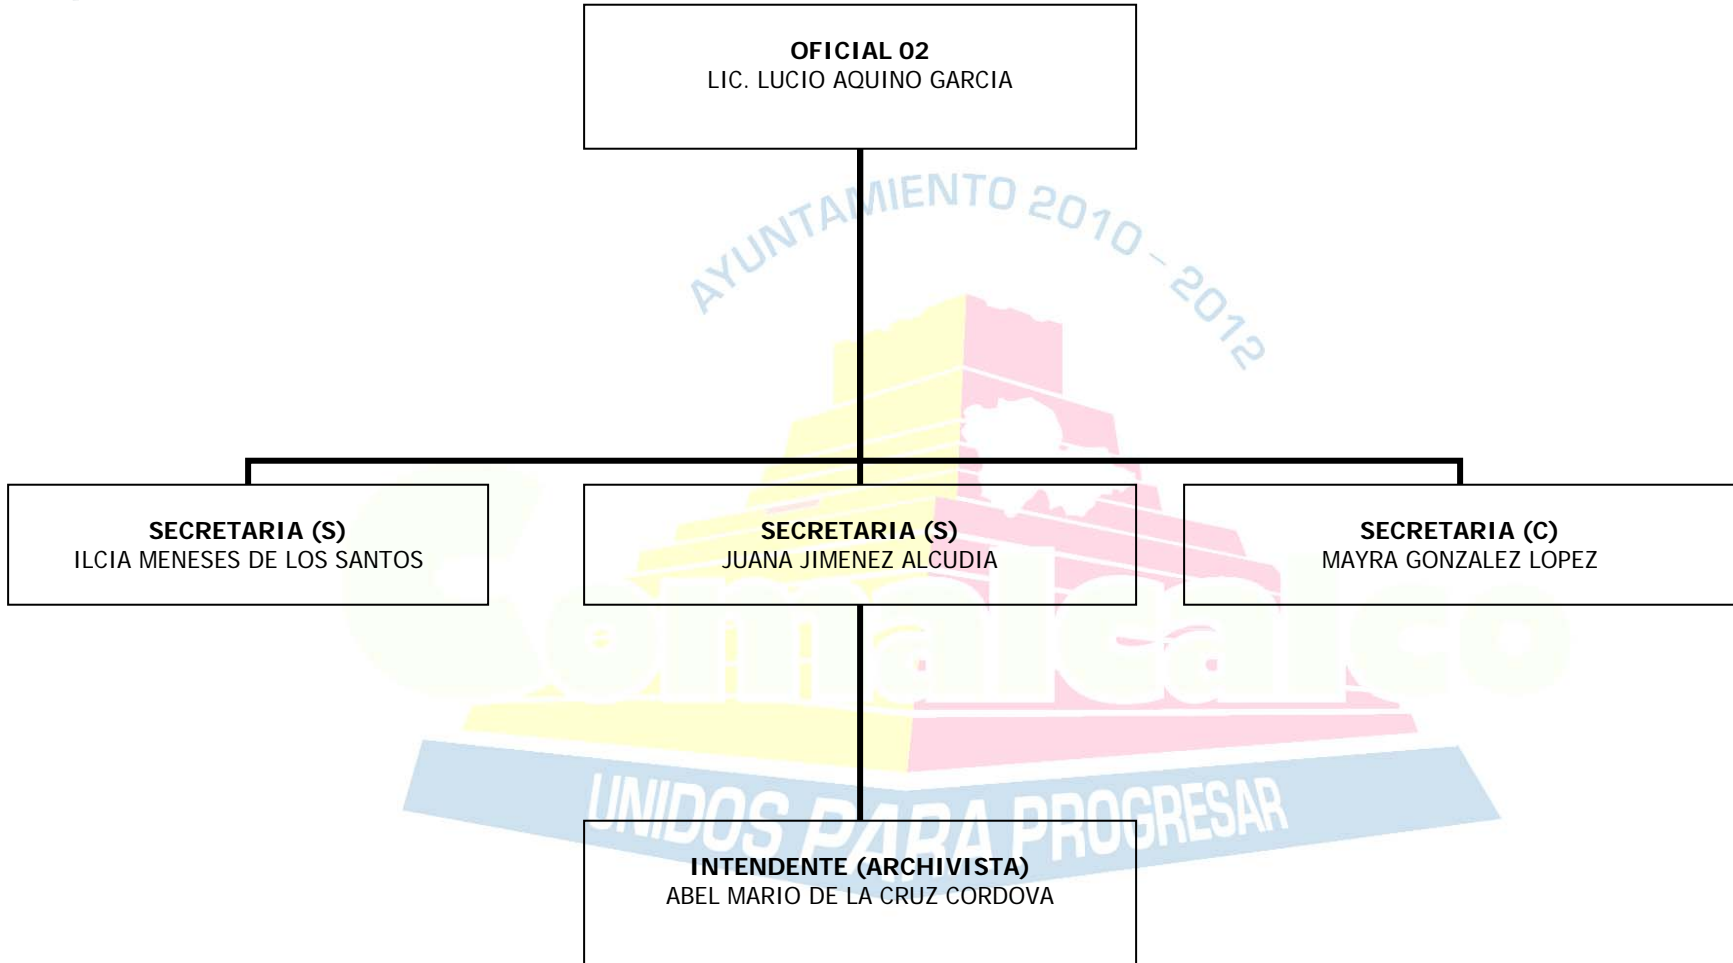 OFICIAL 02
LIC. LUCIO AQUINO GARCIA
AYUNTAMIENTO 2010 - 2012
SECRETARIA (S)
ILCIA MENESES DE LOS SANTOS
SECRETARIA (S)
JUANA JIMENEZ ALCUDIA
SECRETARIA (C)
MAYRA GONZALEZ LOPEZ
Comalcalco
UNIDOS PARA PROGRESAR
INTENDENTE (ARCHIVISTA)
ABEL MARIO DE LA CRUZ CORDOVA